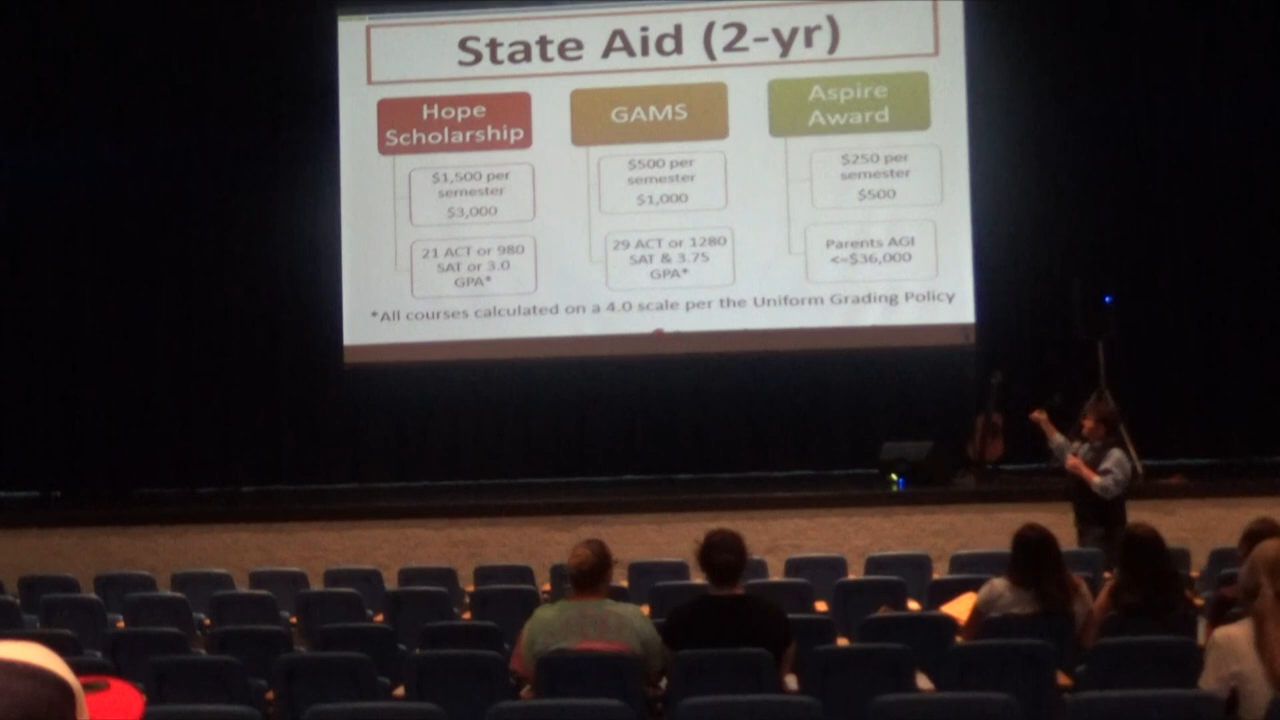 State Aid (2-yr)
Hope
Scholarship
$1,500 per
semester
$3,000
21 ACT or 980
SAT or 3.0
GPA*
GAMS
$500 per
semester
$1,000
29 ACT or 1280
SAT & 3.75
GPA*
Aspire
Award
$250 per
semester
$500
Parents AGI
<=$36,000
*All courses calculated on a 4.0 scale per the Uniform Grading Policy